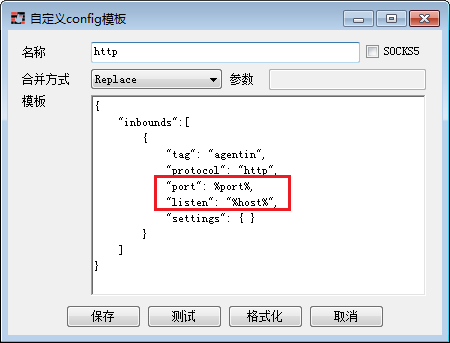 自定义config模板
名称 http SOCKS5
合并方式 Replace 参数
模板
{
    "inbounds":[
        {
            "tag": "agentin",
            "protocol": "http",
            "port": %port%,
            "listen": "%host%",
            "settings": { }
        }
    ]
}
保存 测试 格式化 取消